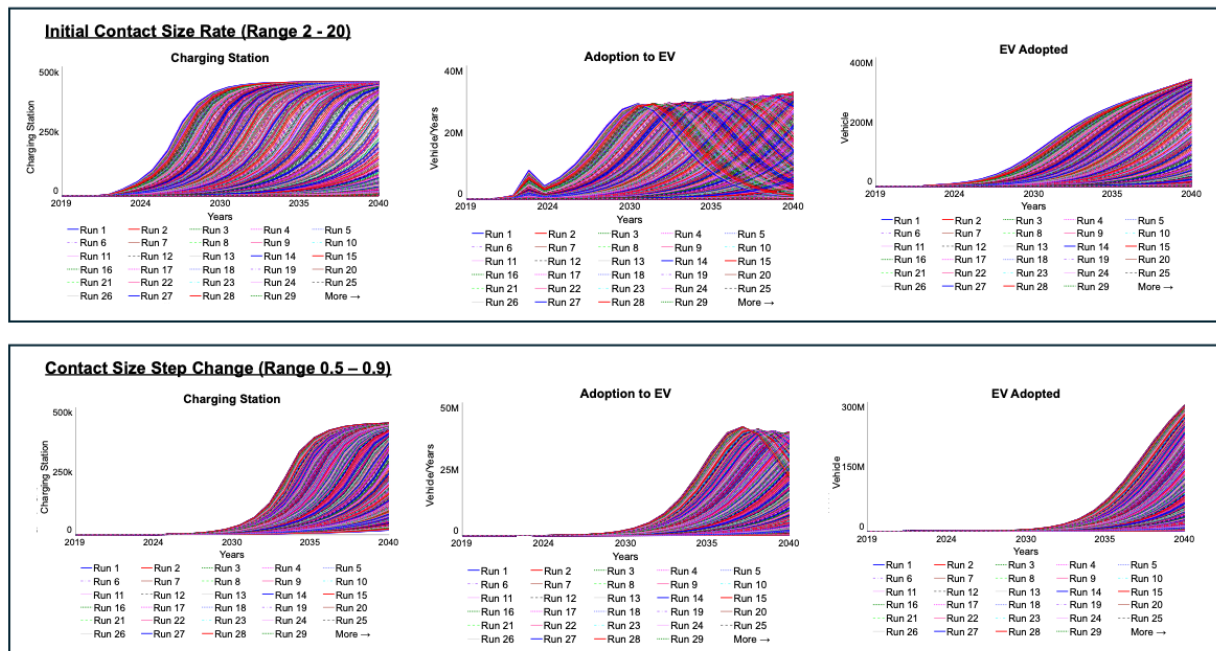 Initial Contact Size Rate (Range 2 - 20)
Charging Station
500k
250k
0
Charging Station
2019 2024 2030 2035 2040
Years
Run 1 Run 2 Run 3 Run 4 Run 5
Run 6 Run 7 Run 8 Run 9 Run 10
Run 11 Run 12 Run 13 Run 14 Run 15
Run 16 Run 17 Run 18 Run 19 Run 20
Run 21 Run 22 Run 23 Run 24 Run 25
Run 26 Run 27 Run 28 Run 29 More →
Adoption to EV
40M
20M
0
Vehicle/Years
2019 2024 2030 2035 2040
Years
Run 1 Run 2 Run 3 Run 4 Run 5
Run 6 Run 7 Run 8 Run 9 Run 10
Run 11 Run 12 Run 13 Run 14 Run 15
Run 16 Run 17 Run 18 Run 19 Run 20
Run 21 Run 22 Run 23 Run 24 Run 25
Run 26 Run 27 Run 28 Run 29 More →
EV Adopted
400M
200M
0
Vehicle
2019 2024 2030 2035 2040
Years
Run 1 Run 2 Run 3 Run 4 Run 5
Run 6 Run 7 Run 8 Run 9 Run 10
Run 11 Run 12 Run 13 Run 14 Run 15
Run 16 Run 17 Run 18 Run 19 Run 20
Run 21 Run 22 Run 23 Run 24 Run 25
Run 26 Run 27 Run 28 Run 29 More →
Contact Size Step Change (Range 0.5 – 0.9)
Charging Station
500k
250k
0
Charging Station
2019 2024 2030 2035 2040
Years
Run 1 Run 2 Run 3 Run 4 Run 5
Run 6 Run 7 Run 8 Run 9 Run 10
Run 11 Run 12 Run 13 Run 14 Run 15
Run 16 Run 17 Run 18 Run 19 Run 20
Run 21 Run 22 Run 23 Run 24 Run 25
Run 26 Run 27 Run 28 Run 29 More →
Adoption to EV
50M
25M
0
Vehicle/Years
2019 2024 2030 2035 2040
Years
Run 1 Run 2 Run 3 Run 4 Run 5
Run 6 Run 7 Run 8 Run 9 Run 10
Run 11 Run 12 Run 13 Run 14 Run 15
Run 16 Run 17 Run 18 Run 19 Run 20
Run 21 Run 22 Run 23 Run 24 Run 25
Run 26 Run 27 Run 28 Run 29 More →
EV Adopted
300M
150M
0
Vehicle
2019 2024 2030 2035 2040
Years
Run 1 Run 2 Run 3 Run 4 Run 5
Run 6 Run 7 Run 8 Run 9 Run 10
Run 11 Run 12 Run 13 Run 14 Run 15
Run 16 Run 17 Run 18 Run 19 Run 20
Run 21 Run 22 Run 23 Run 24 Run 25
Run 26 Run 27 Run 28 Run 29 More →